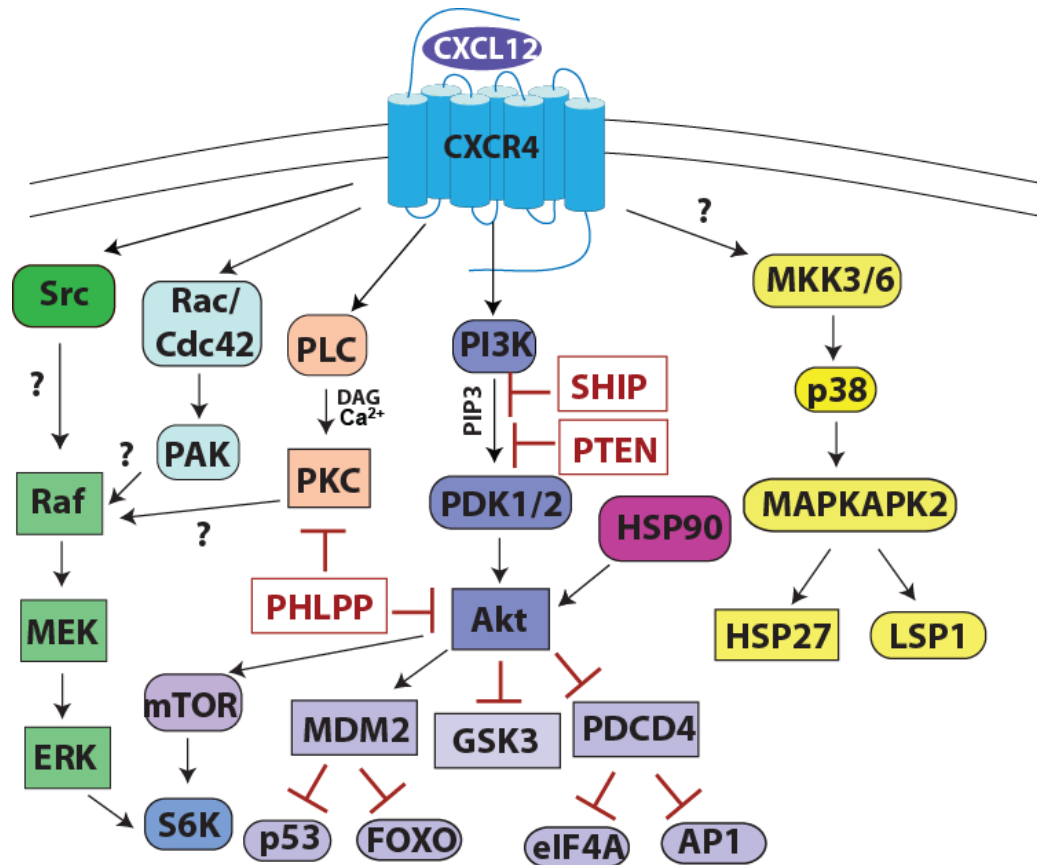 CXCL12
CXCR4
?
Src
Rac/
Cdc42
PLC
PI3K
MKK3/6
?
DAG
Ca²⁺
PIP3
SHIP
p38
PAK
?
PTEN
Raf
PKC
?
PDK1/2
HSP90
MAPKAPK2
PHLPP
Akt
MEK
HSP27
LSP1
mTOR
MDM2
GSK3
PDCD4
ERK
S6K
p53
FOXO
eIF4A
AP1